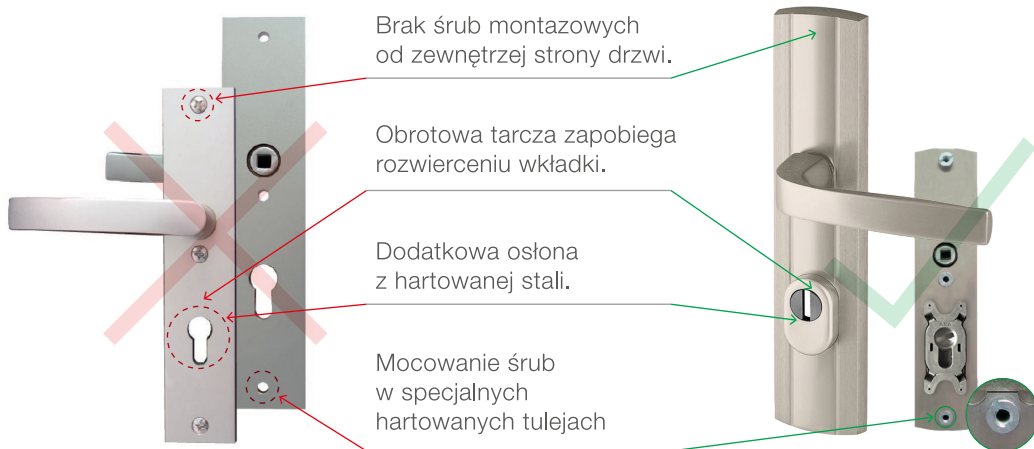 Brak śrub montazowych
od zewnętrzej strony drzwi.
Obrotowa tarcza zapobiega
rozwierceniu wkładki.
Dodatkowa osłona
z hartowanej stali.
Mocowanie śrub
w specjalnych
hartowanych tulejach